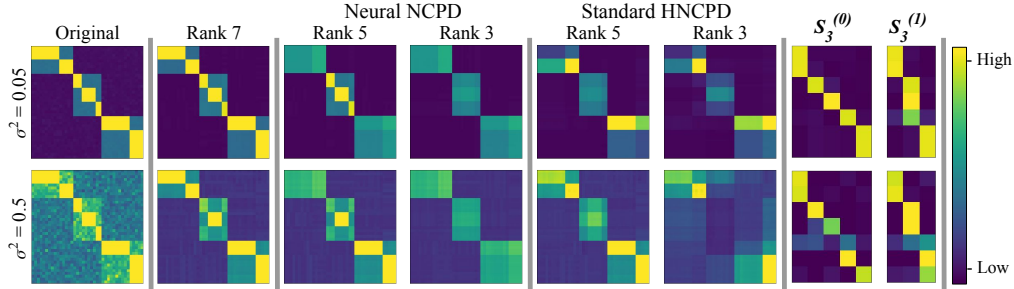 Neural NCPD Standard HNCPD
Original Rank 7 Rank 5 Rank 3 Rank 5 Rank 3 S₃⁽⁰⁾ S₃⁽¹⁾
σ² = 0.05
High
σ² = 0.5
Low